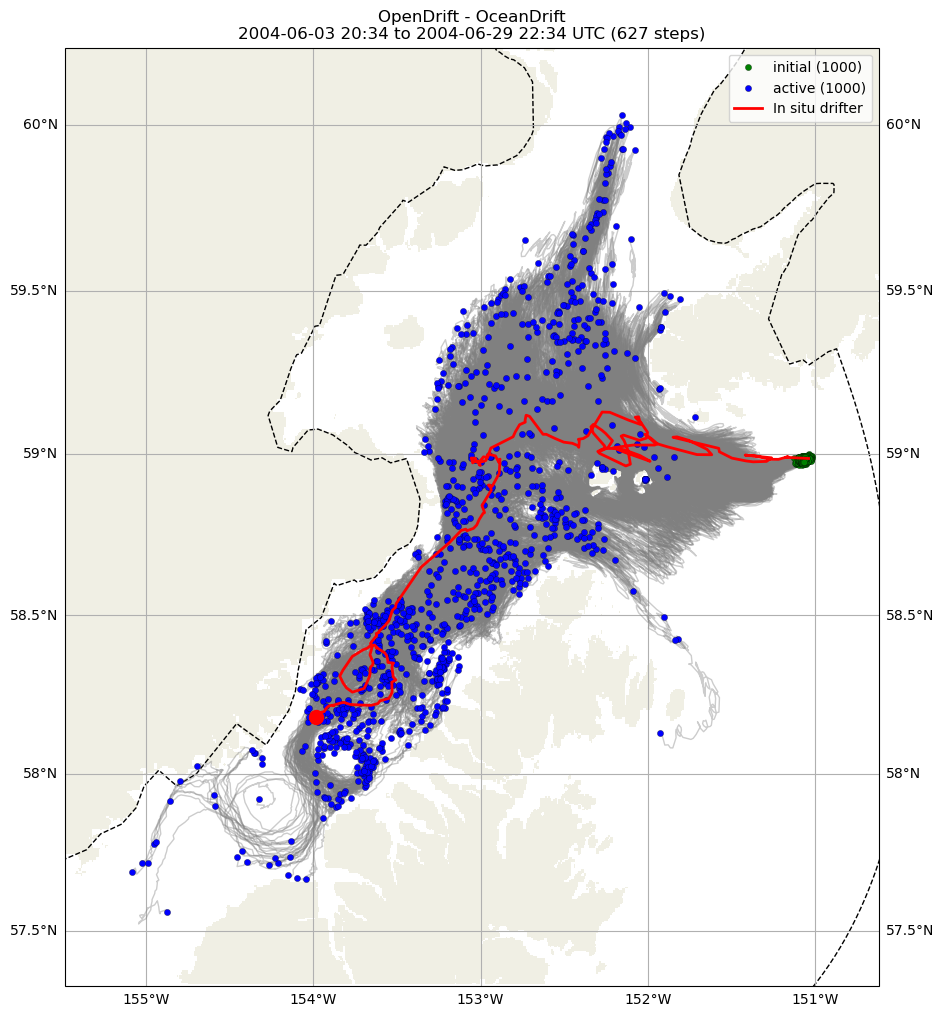 OpenDrift - OceanDrift
2004-06-03 20:34 to 2004-06-29 22:34 UTC (627 steps)
initial (1000)
active (1000)
In situ drifter
60°N
60°N
59.5°N
59.5°N
59°N
59°N
58.5°N
58.5°N
58°N
58°N
57.5°N
57.5°N
155°W
154°W
153°W
152°W
151°W